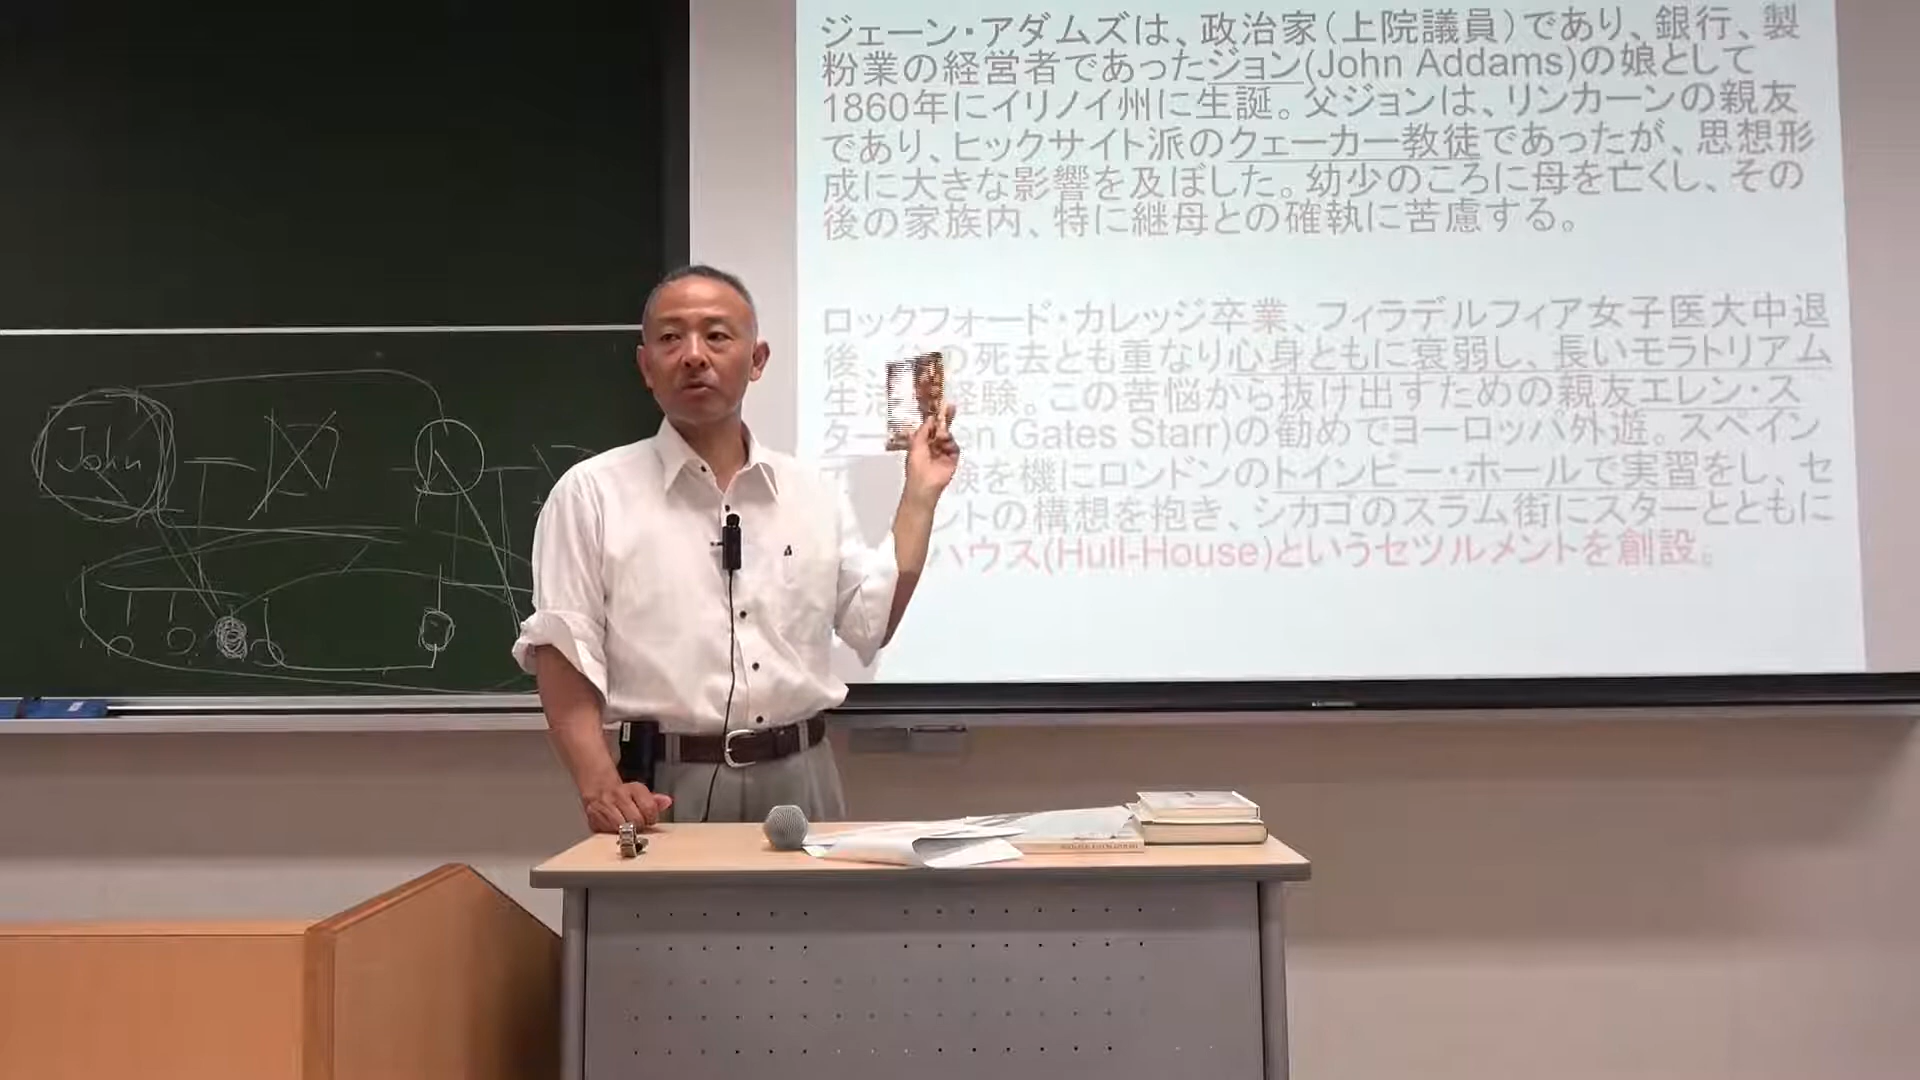 ジェーン・アダムズは、政治家(上院議員)であり、銀行、製
粉業の経営者であったジョン(John Addams)の娘として
1860年にイリノイ州に生誕。父ジョンは、リンカーンの親友
であり、ヒックサイト派のクェーカー教徒であったが、思想形
成に大きな影響を及ぼした。幼少のころに母を亡くし、その
後の家族内、特に継母との確執に苦慮する。
ロックフォード・カレッジ卒業、フィラデルフィア女子医大中退
後、の死去とも重なり心身ともに衰弱し、長いモラトリアム
生活 経験。この苦悩から抜け出すための親友エレン・ス
ター en Gates Starr)の勧めでヨーロッパ外遊。スペイン
で 験を機にロンドンのトインビー・ホールで実習をし、セ
ントの構想を抱き、シカゴのスラム街にスターとともに
ハウス(Hull-House)というセツルメントを創設。
John